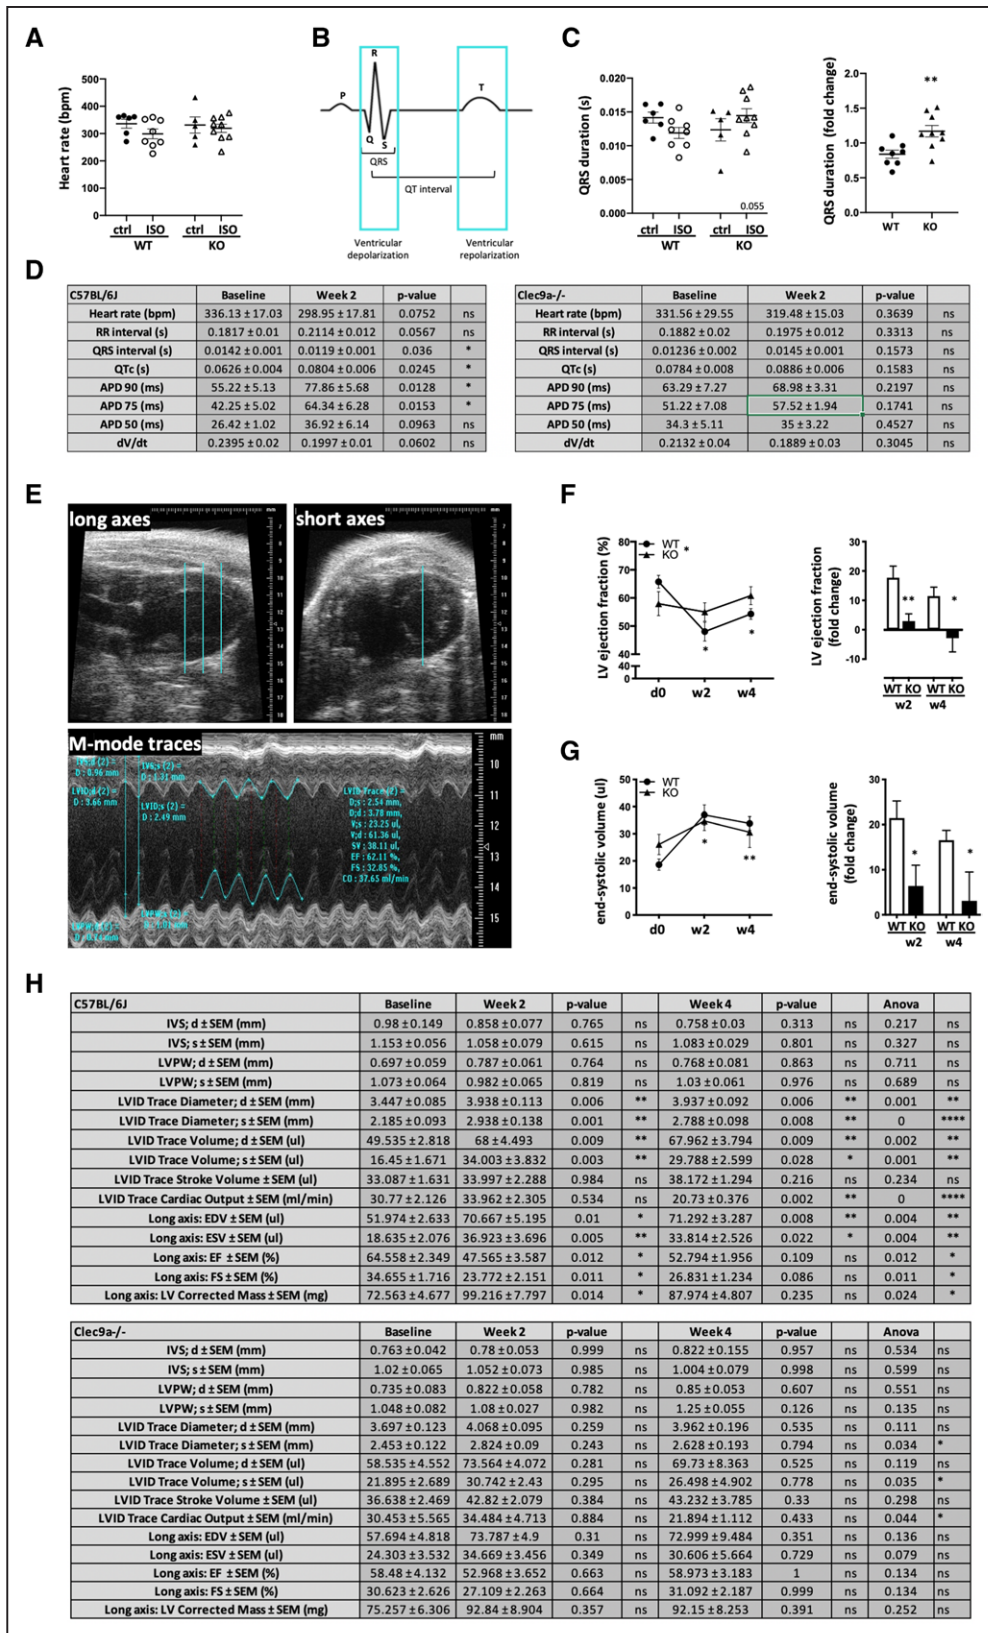 A
Heart rate (bpm)
500
400
300
200
100
0
ctrl ISO ctrl ISO
WT KO
B
R
P
T
Q
S
QRS
QT interval
Ventricular depolarization
Ventricular repolarization
C
QRS duration (s)
0.020
0.015
0.010
0.005
0.000
0.055
ctrl ISO ctrl ISO
WT KO
QRS duration (fold change)
2.0
1.5
1.0
0.5
0.0
**
WT KO
D
C57BL/6J Baseline Week 2 p-value
Heart rate (bpm) 336.13 ± 17.03 298.95 ± 17.81 0.0752 ns
RR interval (s) 0.1817 ± 0.01 0.2114 ± 0.012 0.0567 ns
QRS interval (s) 0.0142 ± 0.001 0.0119 ± 0.001 0.036 *
QTc (s) 0.0626 ± 0.004 0.0804 ± 0.006 0.0245 *
APD 90 (ms) 55.22 ± 5.13 77.86 ± 5.68 0.0128 *
APD 75 (ms) 42.25 ± 5.02 64.34 ± 6.28 0.0153 *
APD 50 (ms) 26.42 ± 1.02 36.92 ± 6.14 0.0963 ns
dV/dt 0.2395 ± 0.02 0.1997 ± 0.01 0.0602 ns
Clec9a-/- Baseline Week 2 p-value
Heart rate (bpm) 331.56 ± 29.55 319.48 ± 15.03 0.3639 ns
RR interval (s) 0.1882 ± 0.02 0.1975 ± 0.012 0.3313 ns
QRS interval (s) 0.01236 ± 0.002 0.0145 ± 0.001 0.1573 ns
QTc (s) 0.0784 ± 0.008 0.0886 ± 0.006 0.1583 ns
APD 90 (ms) 63.29 ± 7.27 68.98 ± 3.31 0.2197 ns
APD 75 (ms) 51.22 ± 7.08 57.52 ± 1.94 0.1741 ns
APD 50 (ms) 34.3 ± 5.11 35 ± 3.22 0.4527 ns
dV/dt 0.2132 ± 0.04 0.1889 ± 0.03 0.3045 ns
E
long axes
short axes
M-mode traces
D : 0.96 mm
IVS;s (2) =
D : 1.31 mm
LVID;d (2) =
D : 3.66 mm
LVID;s (2) =
D : 2.49 mm
LVID Trace (2) =
D;s : 2.54 mm,
D;d : 3.78 mm,
V;s : 23.25 ul,
V;d : 61.36 ul,
SV : 38.11 ul,
EF : 62.11 %,
FS : 32.85 %,
CO : 37.65 ml/min
mm
10
11
12
13
14
15
F
LV ejection fraction (%)
80
70
60
50
40
0
WT
KO
*
*
*
d0 w2 w4
LV ejection fraction (fold change)
30
20
10
0
-10
**
*
WT KO WT KO
w2 w4
G
end-systolic volume (ul)
50
40
30
20
10
0
WT
KO
*
**
d0 w2 w4
end-systolic volume (fold change)
30
20
10
0
*
*
WT KO WT KO
w2 w4
H
C57BL/6J Baseline Week 2 p-value Week 4 p-value Anova
IVS; d ± SEM (mm) 0.98 ± 0.149 0.858 ± 0.077 0.765 ns 0.758 ± 0.03 0.313 ns 0.217 ns
IVS; s ± SEM (mm) 1.153 ± 0.056 1.058 ± 0.079 0.615 ns 1.083 ± 0.029 0.801 ns 0.327 ns
LVPW; d ± SEM (mm) 0.697 ± 0.059 0.787 ± 0.061 0.764 ns 0.768 ± 0.081 0.863 ns 0.711 ns
LVPW; s ± SEM (mm) 1.073 ± 0.064 0.982 ± 0.065 0.819 ns 1.03 ± 0.061 0.976 ns 0.689 ns
LVID Trace Diameter; d ± SEM (mm) 3.447 ± 0.085 3.938 ± 0.113 0.006 ** 3.937 ± 0.092 0.006 ** 0.001 **
LVID Trace Diameter; s ± SEM (mm) 2.185 ± 0.093 2.938 ± 0.138 0.001 ** 2.788 ± 0.098 0.008 ** 0 ****
LVID Trace Volume; d ± SEM (ul) 49.535 ± 2.818 68 ± 4.493 0.009 ** 67.962 ± 3.794 0.009 ** 0.002 **
LVID Trace Volume; s ± SEM (ul) 16.45 ± 1.671 34.003 ± 3.832 0.003 ** 29.788 ± 2.599 0.028 * 0.001 **
LVID Trace Stroke Volume ± SEM (ul) 33.087 ± 1.631 33.997 ± 2.288 0.984 ns 38.172 ± 1.294 0.216 ns 0.234 ns
LVID Trace Cardiac Output ± SEM (ml/min) 30.77 ± 2.126 33.962 ± 2.305 0.534 ns 20.73 ± 0.376 0.002 ** 0 ****
Long axis: EDV ± SEM (ul) 51.974 ± 2.633 70.667 ± 5.195 0.01 * 71.292 ± 3.287 0.008 ** 0.004 **
Long axis: ESV ± SEM (ul) 18.635 ± 2.076 36.923 ± 3.696 0.005 ** 33.814 ± 2.526 0.022 * 0.004 **
Long axis: EF ± SEM (%) 64.558 ± 2.349 47.565 ± 3.587 0.012 * 52.794 ± 1.956 0.109 ns 0.012 *
Long axis: FS ± SEM (%) 34.655 ± 1.716 23.772 ± 2.151 0.011 * 26.831 ± 1.234 0.086 ns 0.011 *
Long axis: LV Corrected Mass ± SEM (mg) 72.563 ± 4.677 99.216 ± 7.797 0.014 * 87.974 ± 4.807 0.235 ns 0.024 *
Clec9a-/- Baseline Week 2 p-value Week 4 p-value Anova
IVS; d ± SEM (mm) 0.763 ± 0.042 0.78 ± 0.053 0.999 ns 0.822 ± 0.155 0.957 ns 0.534 ns
IVS; s ± SEM (mm) 1.02 ± 0.065 1.052 ± 0.073 0.985 ns 1.004 ± 0.079 0.998 ns 0.599 ns
LVPW; d ± SEM (mm) 0.735 ± 0.083 0.822 ± 0.058 0.782 ns 0.85 ± 0.053 0.607 ns 0.551 ns
LVPW; s ± SEM (mm) 1.048 ± 0.082 1.08 ± 0.027 0.982 ns 1.25 ± 0.055 0.126 ns 0.135 ns
LVID Trace Diameter; d ± SEM (mm) 3.697 ± 0.123 4.068 ± 0.095 0.259 ns 3.962 ± 0.196 0.535 ns 0.111 ns
LVID Trace Diameter; s ± SEM (mm) 2.453 ± 0.122 2.824 ± 0.09 0.243 ns 2.628 ± 0.193 0.794 ns 0.034 *
LVID Trace Volume; d ± SEM (ul) 58.535 ± 4.552 73.564 ± 4.072 0.281 ns 69.73 ± 8.363 0.525 ns 0.119 ns
LVID Trace Volume; s ± SEM (ul) 21.895 ± 2.689 30.742 ± 2.43 0.295 ns 26.498 ± 4.902 0.778 ns 0.035 *
LVID Trace Stroke Volume ± SEM (ul) 36.638 ± 2.469 42.82 ± 2.079 0.384 ns 43.232 ± 3.785 0.33 ns 0.298 ns
LVID Trace Cardiac Output ± SEM (ml/min) 30.453 ± 5.565 34.484 ± 4.713 0.884 ns 21.894 ± 1.112 0.433 ns 0.044 *
Long axis: EDV ± SEM (ul) 57.694 ± 4.818 73.787 ± 4.9 0.31 ns 72.999 ± 9.484 0.351 ns 0.136 ns
Long axis: ESV ± SEM (ul) 24.303 ± 3.532 34.669 ± 3.456 0.349 ns 30.606 ± 5.664 0.729 ns 0.079 ns
Long axis: EF ± SEM (%) 58.48 ± 4.132 52.968 ± 3.652 0.663 ns 58.973 ± 3.183 1 ns 0.134 ns
Long axis: FS ± SEM (%) 30.623 ± 2.626 27.109 ± 2.263 0.664 ns 31.092 ± 2.187 0.999 ns 0.134 ns
Long axis: LV Corrected Mass ± SEM (mg) 75.257 ± 6.306 92.84 ± 8.904 0.357 ns 92.15 ± 8.253 0.391 ns 0.252 ns